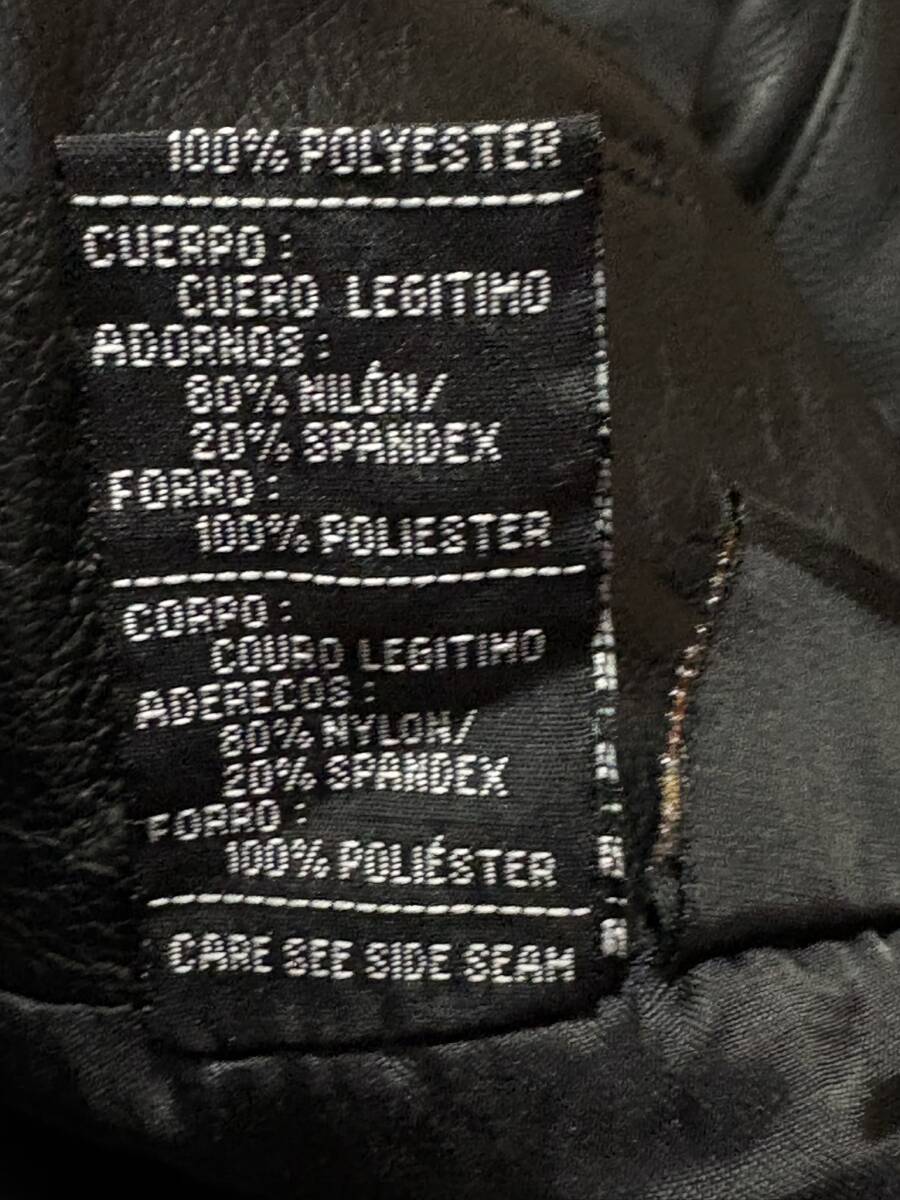 100% POLYESTER
CUERPO :
CUERO LEGITIMO
ADORNOS :
80% NILÓN/
20% SPANDEX
FORRO :
100% POLIESTER
CORPO :
COURO LEGITIMO
ADERECOS :
80% NYLON/
20% SPANDEX
FORRO :
100% POLIÉSTER
CARE SEE SIDE SEAM